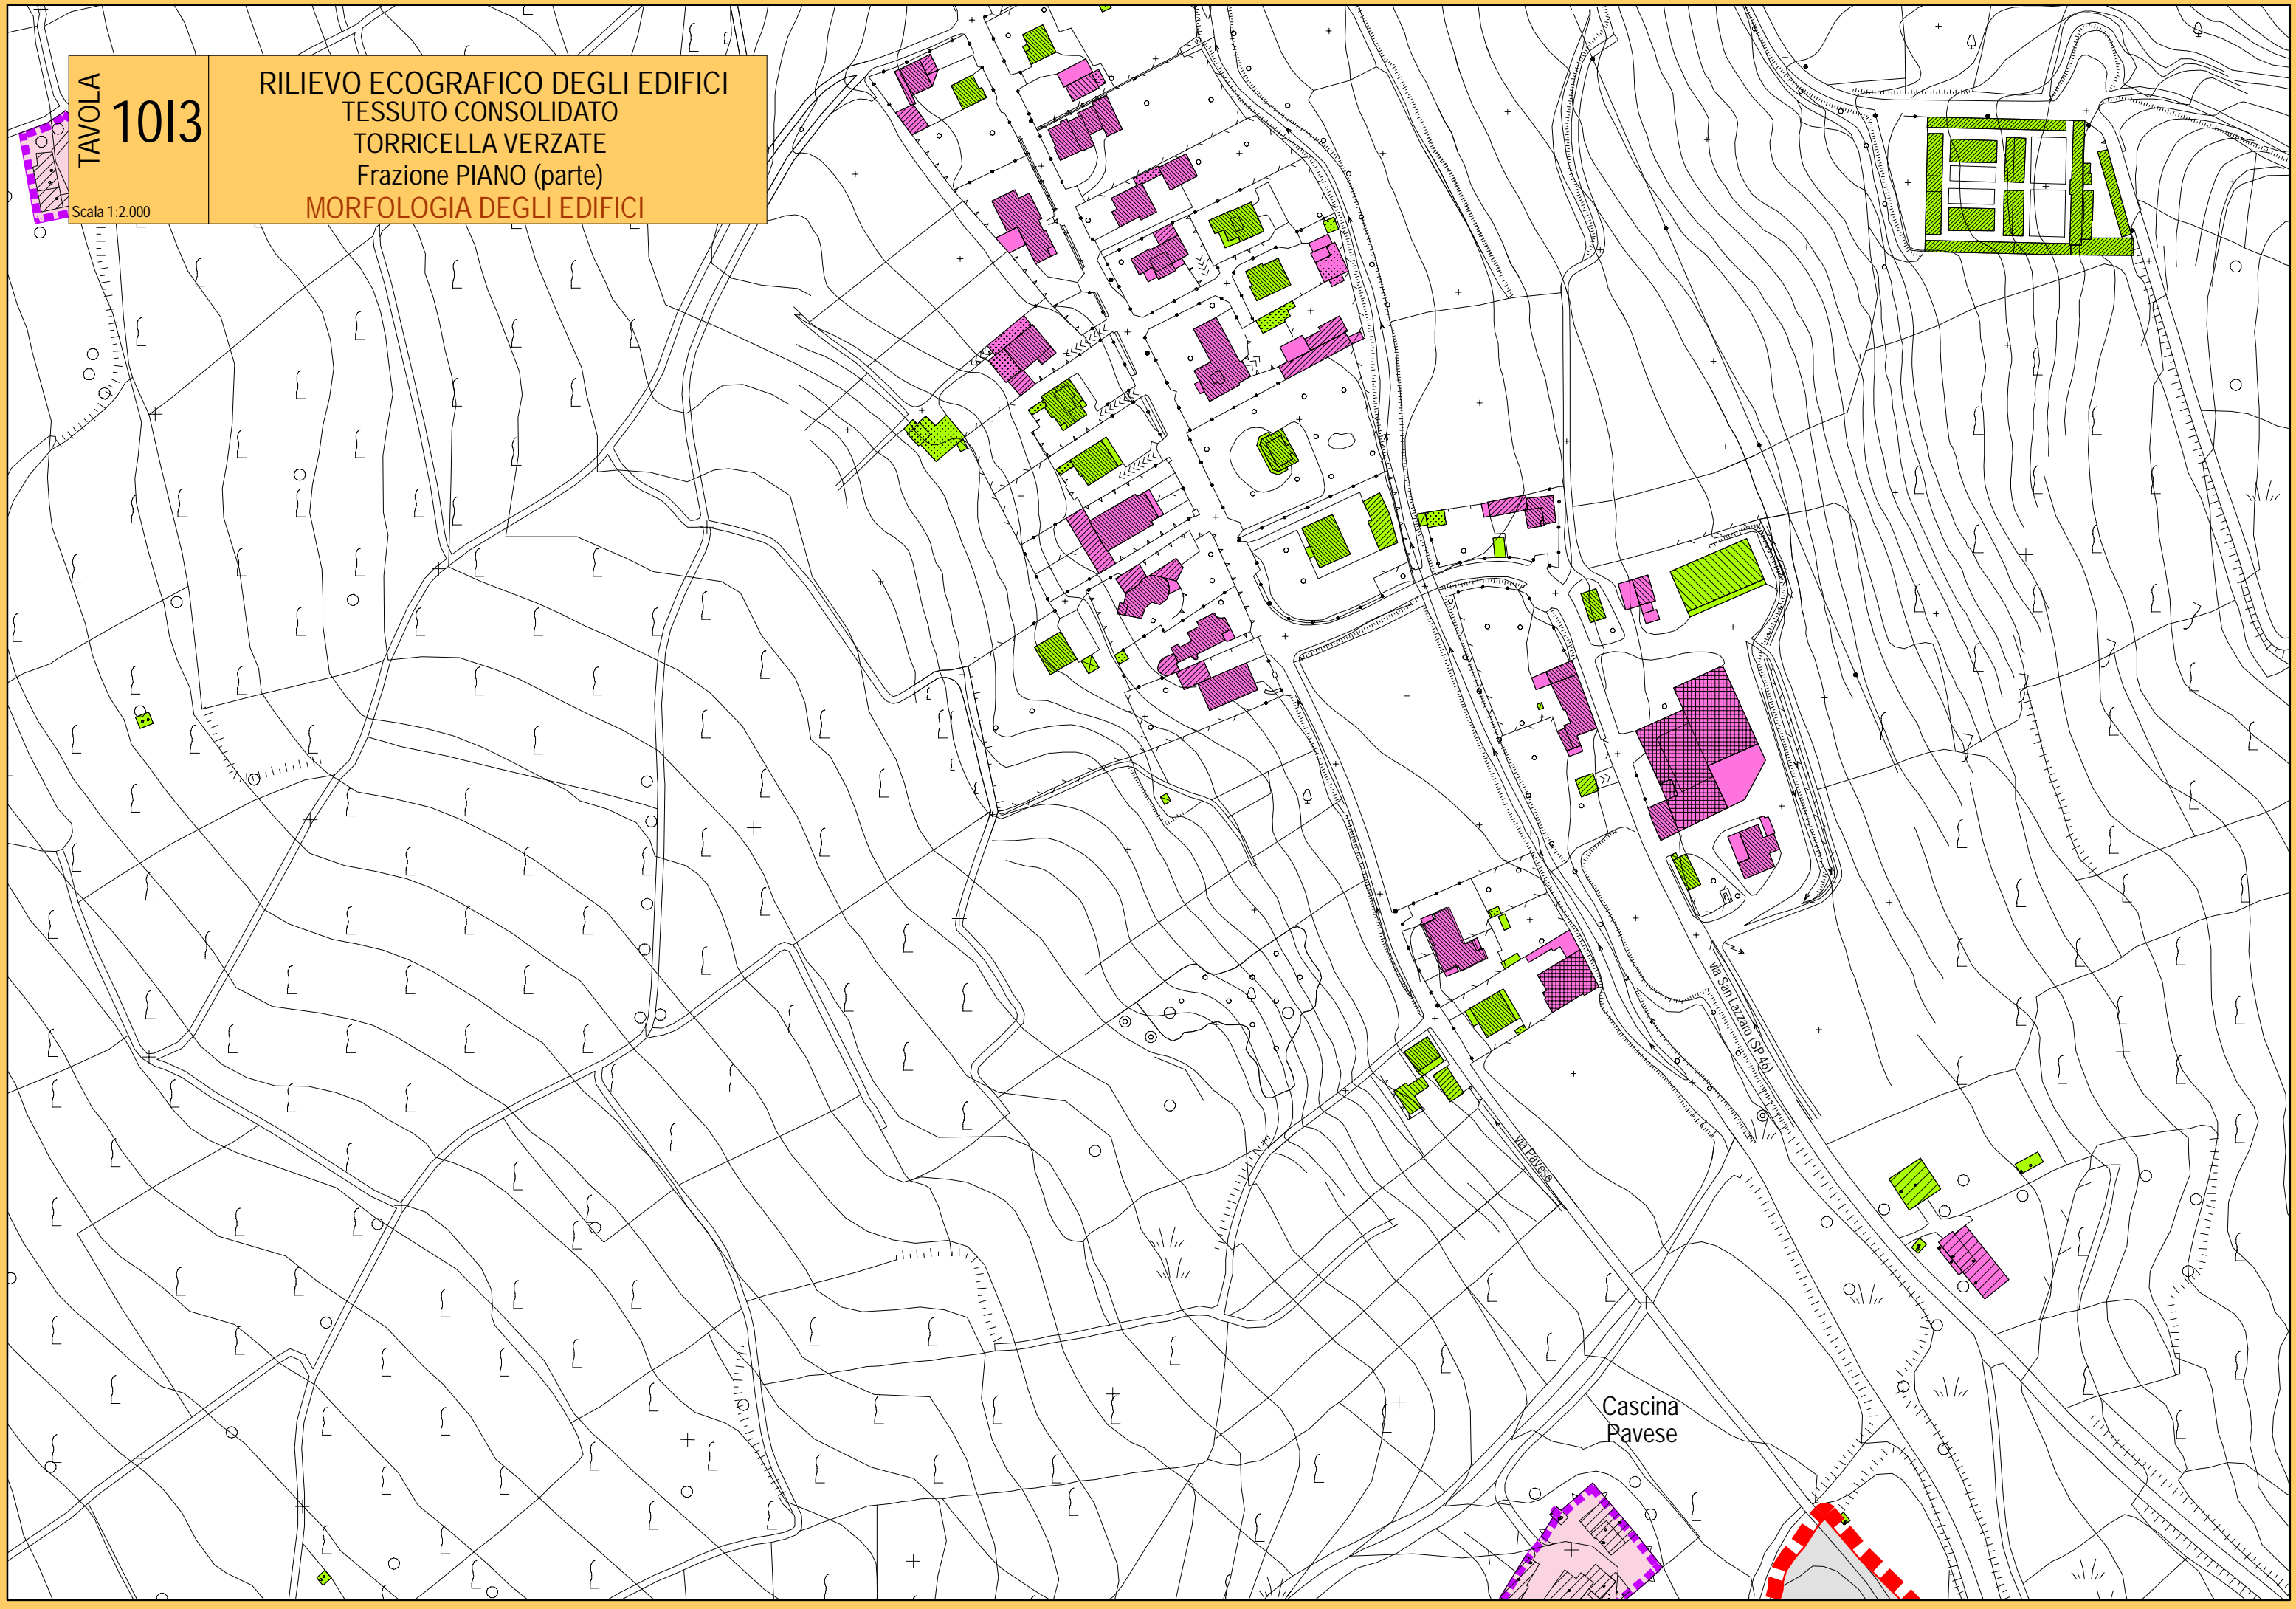 TAVOLA
10I3
Scala 1:2.000
RILIEVO ECOGRAFICO DEGLI EDIFICI
TESSUTO CONSOLIDATO
TORRICELLA VERZATE
Frazione PIANO (parte)
MORFOLOGIA DEGLI EDIFICI
via San Lazzaro (SP 46)
via Pavese
Cascina
Pavese